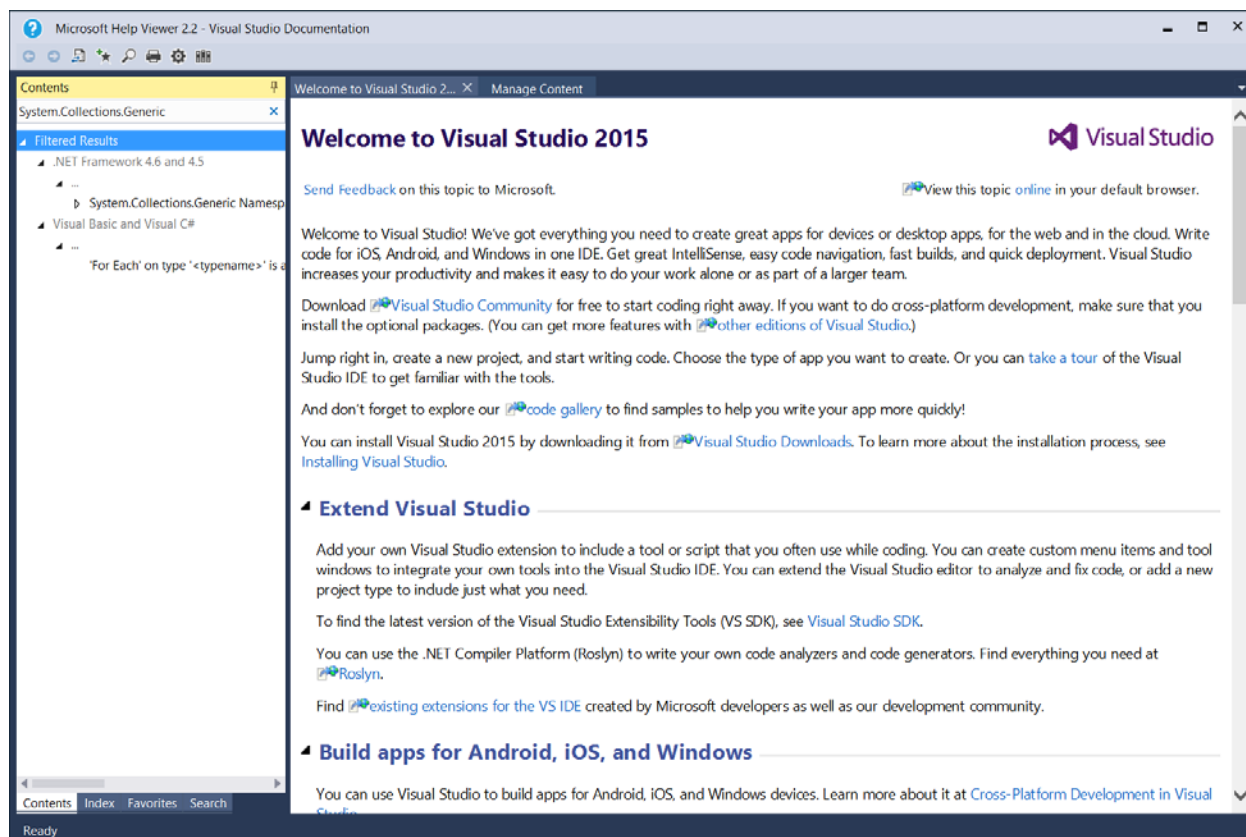 Microsoft Help Viewer 2.2 - Visual Studio Documentation
Contents
System.Collections.Generic
Filtered Results
.NET Framework 4.6 and 4.5
...
System.Collections.Generic Namesp
Visual Basic and Visual C#
...
'For Each' on type '<typename>' is a
Contents Index Favorites Search
Ready
Welcome to Visual Studio 2... Manage Content
Welcome to Visual Studio 2015
Visual Studio
Send Feedback on this topic to Microsoft.
View this topic online in your default browser.
Welcome to Visual Studio! We've got everything you need to create great apps for devices or desktop apps, for the web and in the cloud. Write
code for iOS, Android, and Windows in one IDE. Get great IntelliSense, easy code navigation, fast builds, and quick deployment. Visual Studio
increases your productivity and makes it easy to do your work alone or as part of a larger team.
Download Visual Studio Community for free to start coding right away. If you want to do cross-platform development, make sure that you
install the optional packages. (You can get more features with other editions of Visual Studio.)
Jump right in, create a new project, and start writing code. Choose the type of app you want to create. Or you can take a tour of the Visual
Studio IDE to get familiar with the tools.
And don't forget to explore our code gallery to find samples to help you write your app more quickly!
You can install Visual Studio 2015 by downloading it from Visual Studio Downloads. To learn more about the installation process, see
Installing Visual Studio.
Extend Visual Studio
Add your own Visual Studio extension to include a tool or script that you often use while coding. You can create custom menu items and tool
windows to integrate your own tools into the Visual Studio IDE. You can extend the Visual Studio editor to analyze and fix code, or add a new
project type to include just what you need.
To find the latest version of the Visual Studio Extensibility Tools (VS SDK), see Visual Studio SDK.
You can use the .NET Compiler Platform (Roslyn) to write your own code analyzers and code generators. Find everything you need at
Roslyn.
Find existing extensions for the VS IDE created by Microsoft developers as well as our development community.
Build apps for Android, iOS, and Windows
You can use Visual Studio to build apps for Android, iOS, and Windows devices. Learn more about it at Cross-Platform Development in Visual
Studio